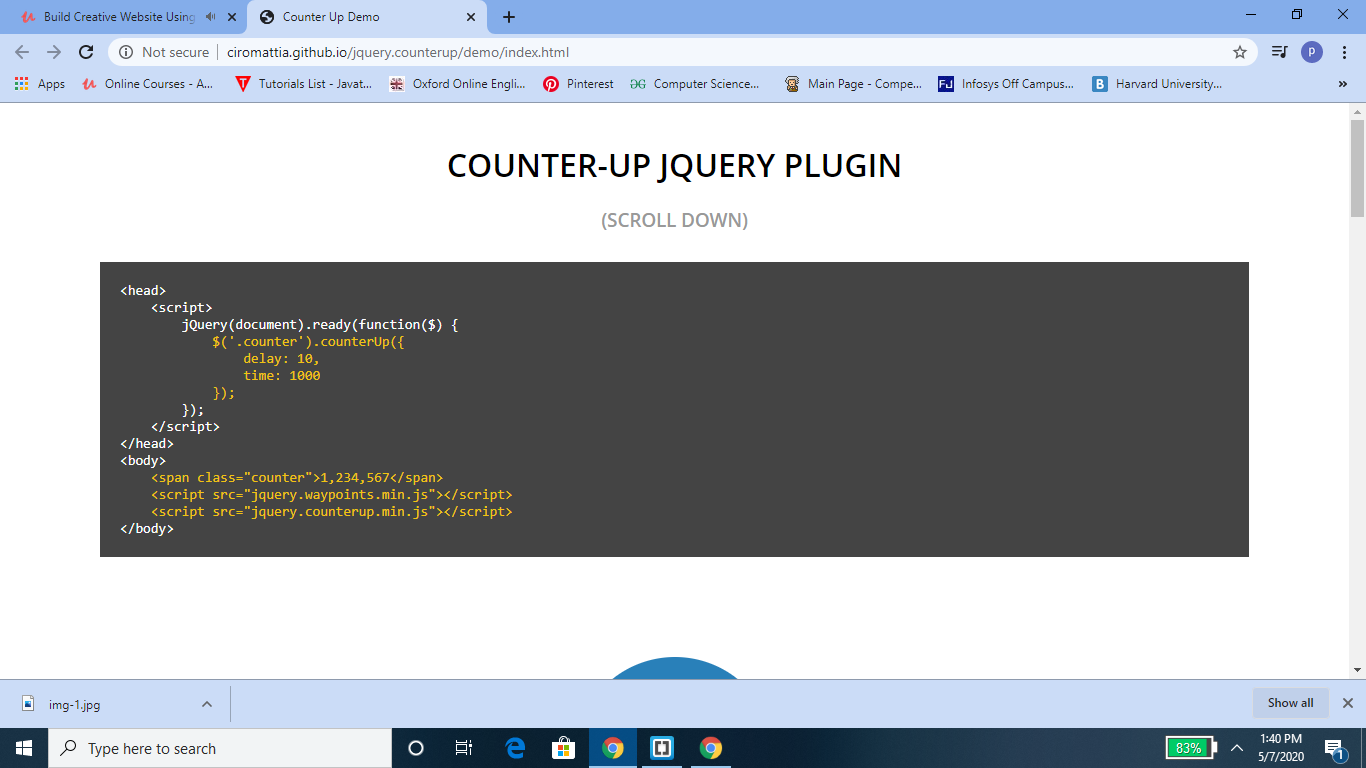 Build Creative Website Using
Counter Up Demo
Not secure
ciromattia.github.io/jquery.counterup/demo/index.html
p
Apps
Online Courses - A...
Tutorials List - Javat...
Oxford Online Engli...
Pinterest
Computer Science...
Main Page - Compe...
FJ
Infosys Off Campus...
B
Harvard University...
»
COUNTER-UP JQUERY PLUGIN
(SCROLL DOWN)
<head>
    <script>
        jQuery(document).ready(function($) {
            $('.counter').counterUp({
                delay: 10,
                time: 1000
            });
        });
    </script>
</head>
<body>
    <span class="counter">1,234,567</span>
    <script src="jquery.waypoints.min.js"></script>
    <script src="jquery.counterup.min.js"></script>
</body>
img-1.jpg
Show all
Type here to search
83%
1:40 PM
5/7/2020
1